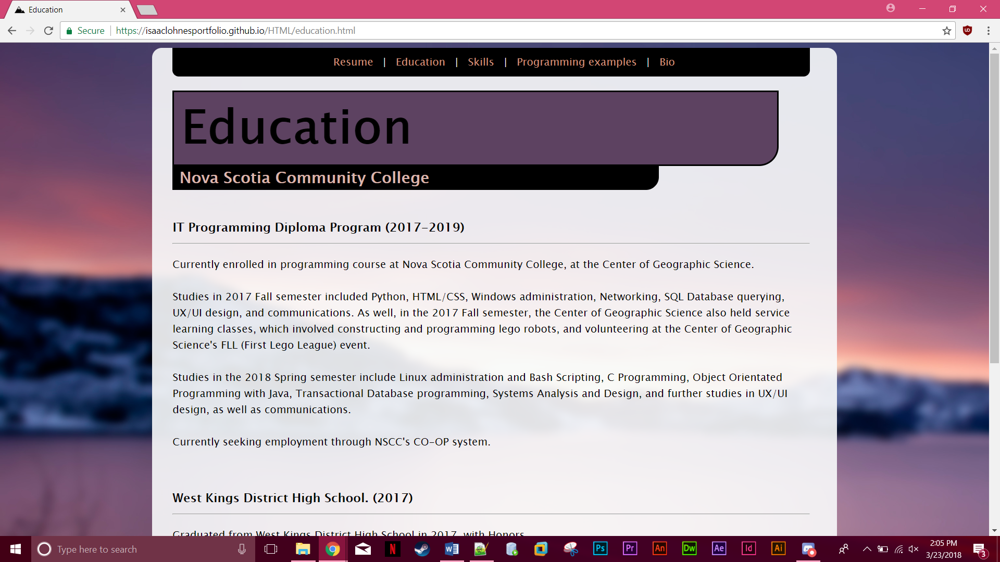 Education
Secure
https://isaaclohnesportfolio.github.io/HTML/education.html
Resume | Education | Skills | Programming examples | Bio
Education
Nova Scotia Community College
IT Programming Diploma Program (2017-2019)
Currently enrolled in programming course at Nova Scotia Community College, at the Center of Geographic Science.
Studies in 2017 Fall semester included Python, HTML/CSS, Windows administration, Networking, SQL Database querying,
UX/UI design, and communications. As well, in the 2017 Fall semester, the Center of Geographic Science also held service
learning classes, which involved constructing and programming lego robots, and volunteering at the Center of Geographic
Science's FLL (First Lego League) event.
Studies in the 2018 Spring semester include Linux administration and Bash Scripting, C Programming, Object Orientated
Programming with Java, Transactional Database programming, Systems Analysis and Design, and further studies in UX/UI
design, as well as communications.
Currently seeking employment through NSCC's CO-OP system.
West Kings District High School. (2017)
Graduated from West Kings District High School in 2017, with Honors
Type here to search
N
W
Ps
Pr
An
Dw
Ae
Id
Ai
2:05 PM
3/23/2018
3